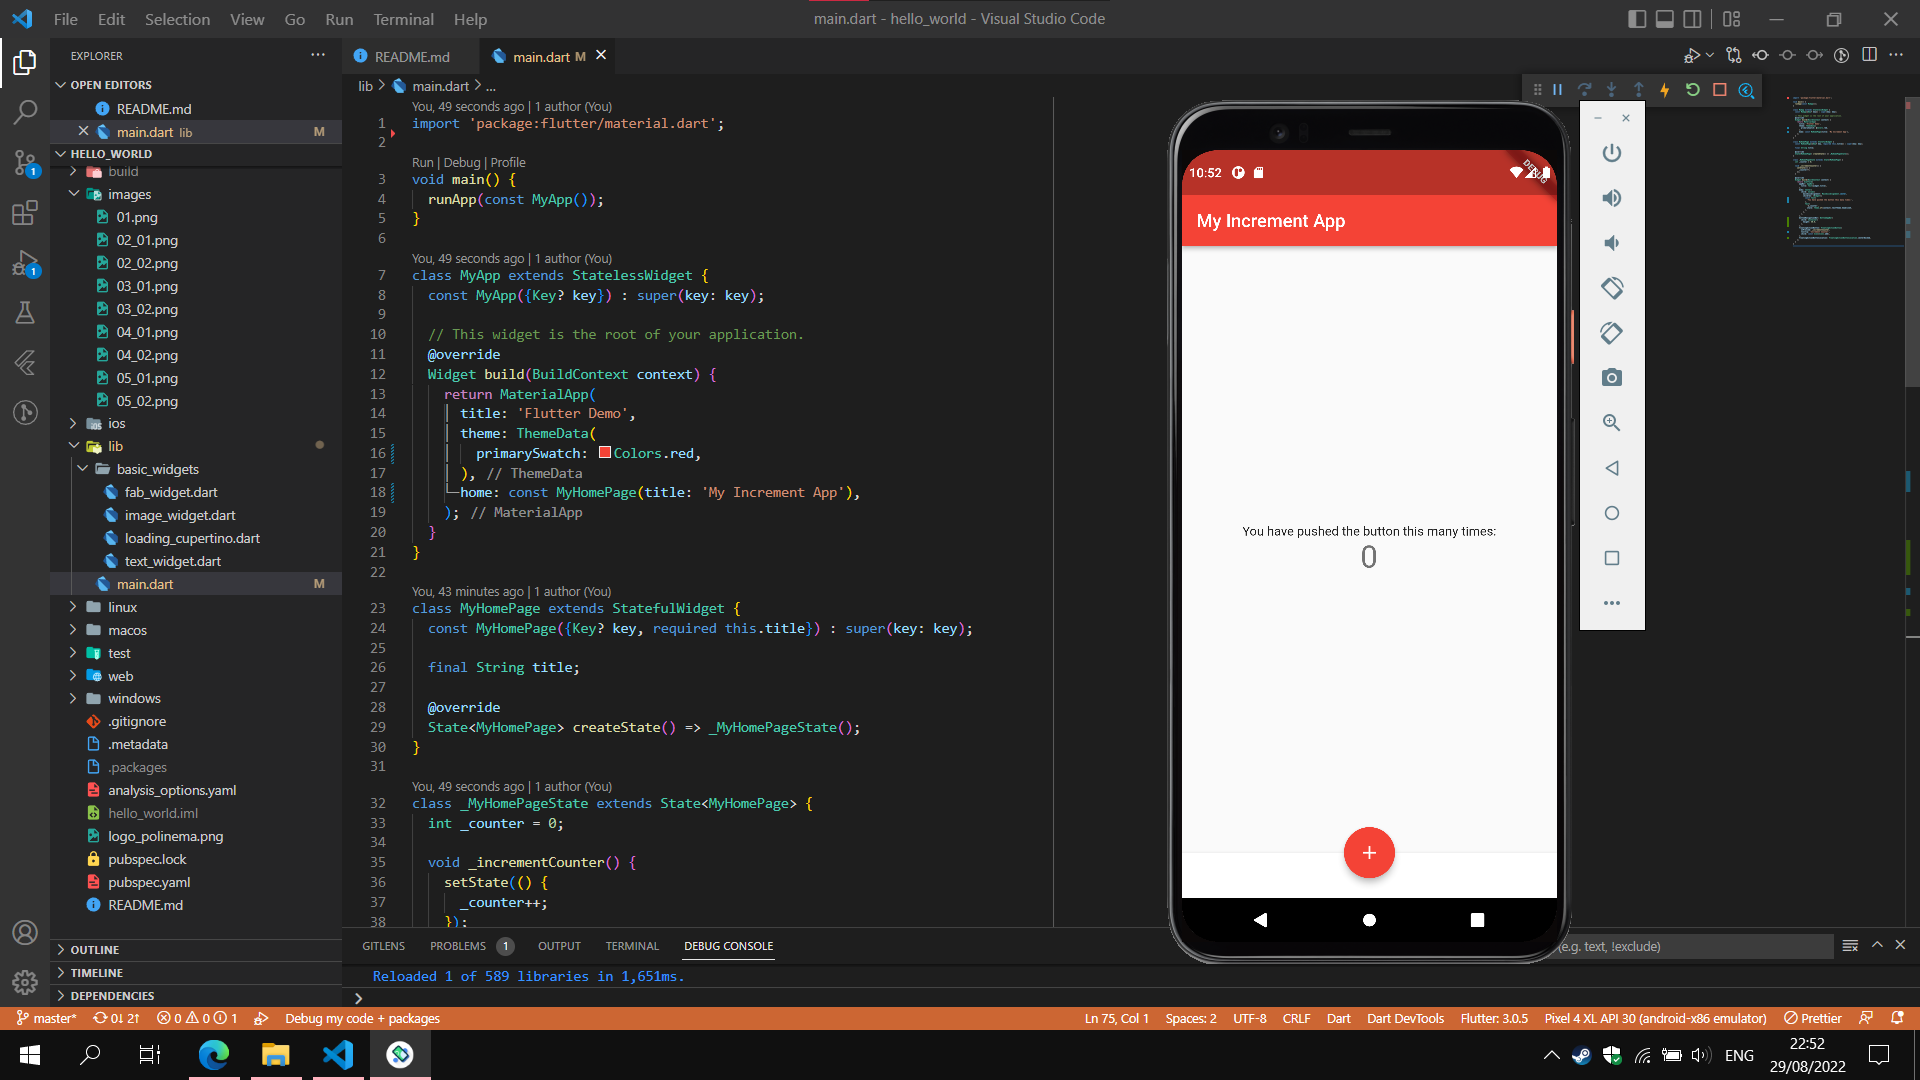 File Edit Selection View Go Run Terminal Help
main.dart - hello_world - Visual Studio Code
EXPLORER
OPEN EDITORS
README.md
main.dart lib M
HELLO_WORLD
build
images
01.png
02_01.png
02_02.png
03_01.png
03_02.png
04_01.png
04_02.png
05_01.png
05_02.png
ios
lib
basic_widgets
fab_widget.dart
image_widget.dart
loading_cupertino.dart
text_widget.dart
main.dart M
linux
macos
test
web
windows
.gitignore
.metadata
.packages
analysis_options.yaml
hello_world.iml
logo_polinema.png
pubspec.lock
pubspec.yaml
README.md
OUTLINE
TIMELINE
DEPENDENCIES
1
1
README.md main.dart M
lib > main.dart > ...
You, 49 seconds ago | 1 author (You)
1 import 'package:flutter/material.dart';
2
Run | Debug | Profile
3 void main() {
4 runApp(const MyApp());
5 }
6
You, 49 seconds ago | 1 author (You)
7 class MyApp extends StatelessWidget {
8 const MyApp({Key? key}) : super(key: key);
9
10 // This widget is the root of your application.
11 @override
12 Widget build(BuildContext context) {
13 return MaterialApp(
14 title: 'Flutter Demo',
15 theme: ThemeData(
16 primarySwatch: Colors.red,
17 ), // ThemeData
18 home: const MyHomePage(title: 'My Increment App'),
19 ); // MaterialApp
20 }
21 }
22
You, 43 minutes ago | 1 author (You)
23 class MyHomePage extends StatefulWidget {
24 const MyHomePage({Key? key, required this.title}) : super(key: key);
25
26 final String title;
27
28 @override
29 State<MyHomePage> createState() => _MyHomePageState();
30 }
31
You, 49 seconds ago | 1 author (You)
32 class _MyHomePageState extends State<MyHomePage> {
33 int _counter = 0;
34
35 void _incrementCounter() {
36 setState(() {
37 _counter++;
38 });
10:52
DEBUG
My Increment App
You have pushed the button this many times:
0
GITLENS PROBLEMS 1 OUTPUT TERMINAL DEBUG CONSOLE
(e.g. text, !exclude)
Reloaded 1 of 589 libraries in 1,651ms.
master* 0↓ 2↑ 0 0 1 Debug my code + packages
Ln 75, Col 1 Spaces: 2 UTF-8 CRLF Dart Dart DevTools Flutter: 3.0.5 Pixel 4 XL API 30 (android-x86 emulator) Prettier
ENG
22:52
29/08/2022